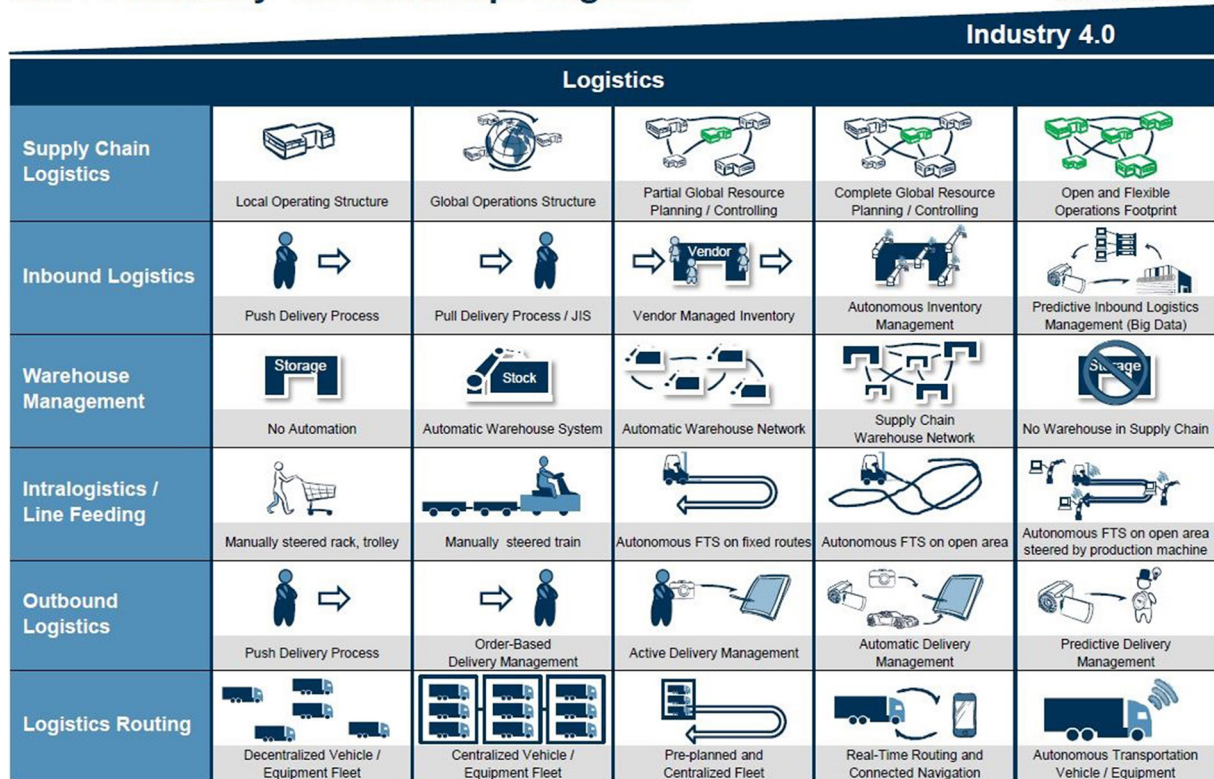 Industry 4.0
Logistics
Supply Chain
Logistics
Local Operating Structure
Global Operations Structure
Partial Global Resource
Planning / Controlling
Complete Global Resource
Planning / Controlling
Open and Flexible
Operations Footprint
Inbound Logistics
Push Delivery Process
Pull Delivery Process / JIS
Vendor
Vendor Managed Inventory
Autonomous Inventory
Management
Predictive Inbound Logistics
Management (Big Data)
Warehouse
Management
Storage
No Automation
Stock
Automatic Warehouse System
Automatic Warehouse Network
Supply Chain
Warehouse Network
Storage
No Warehouse in Supply Chain
Intralogistics /
Line Feeding
Manually steered rack, trolley
Manually steered train
Autonomous FTS on fixed routes
Autonomous FTS on open area
Autonomous FTS on open area
steered by production machine
Outbound
Logistics
Push Delivery Process
Order-Based
Delivery Management
Active Delivery Management
Automatic Delivery
Management
Predictive Delivery
Management
Logistics Routing
Decentralized Vehicle /
Equipment Fleet
Centralized Vehicle /
Equipment Fleet
Pre-planned and
Centralized Fleet
Real-Time Routing and
Connected Navigation
Autonomous Transportation
Vehicle / Equipment